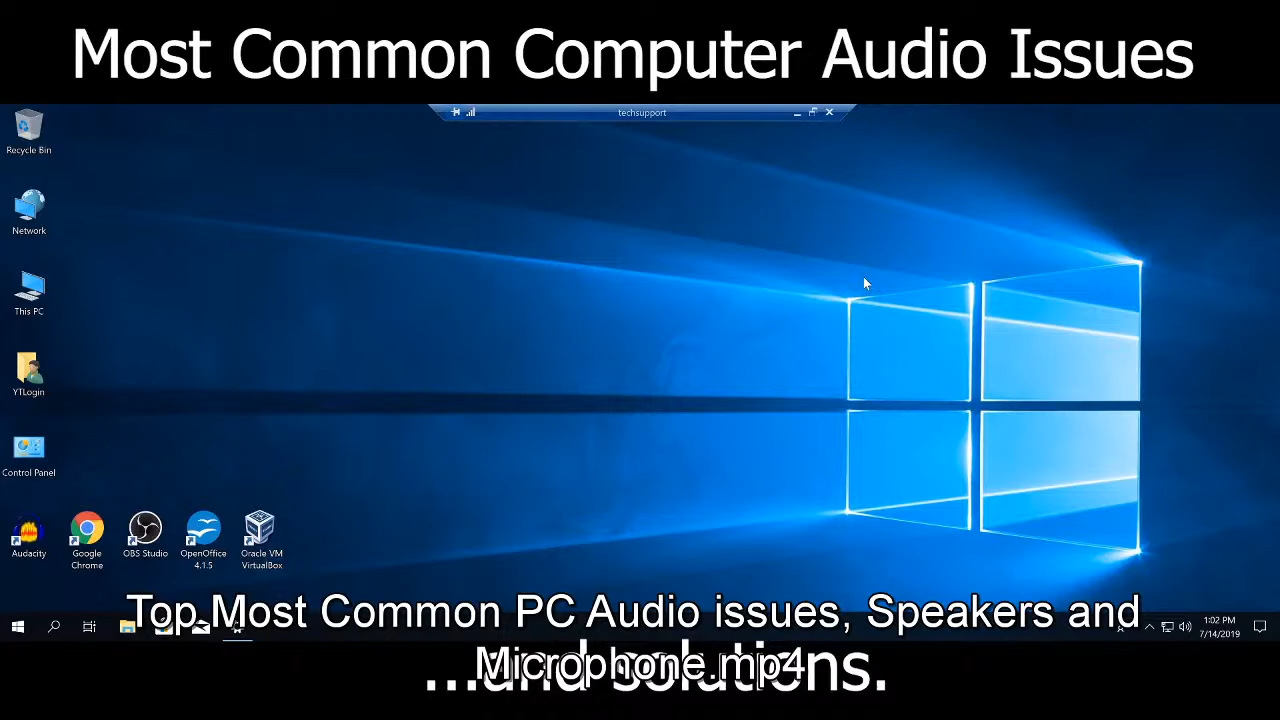 Most Common Computer Audio Issues
techsupport
Recycle Bin
Network
This PC
YTLogin
Control Panel
Audacity
Google
Chrome
OBS Studio
OpenOffice
4.1.5
Oracle VM
VirtualBox
Top Most Common PC Audio issues, Speakers and
Microphone.mp4
1:02 PM
7/14/2019
...and solutions.